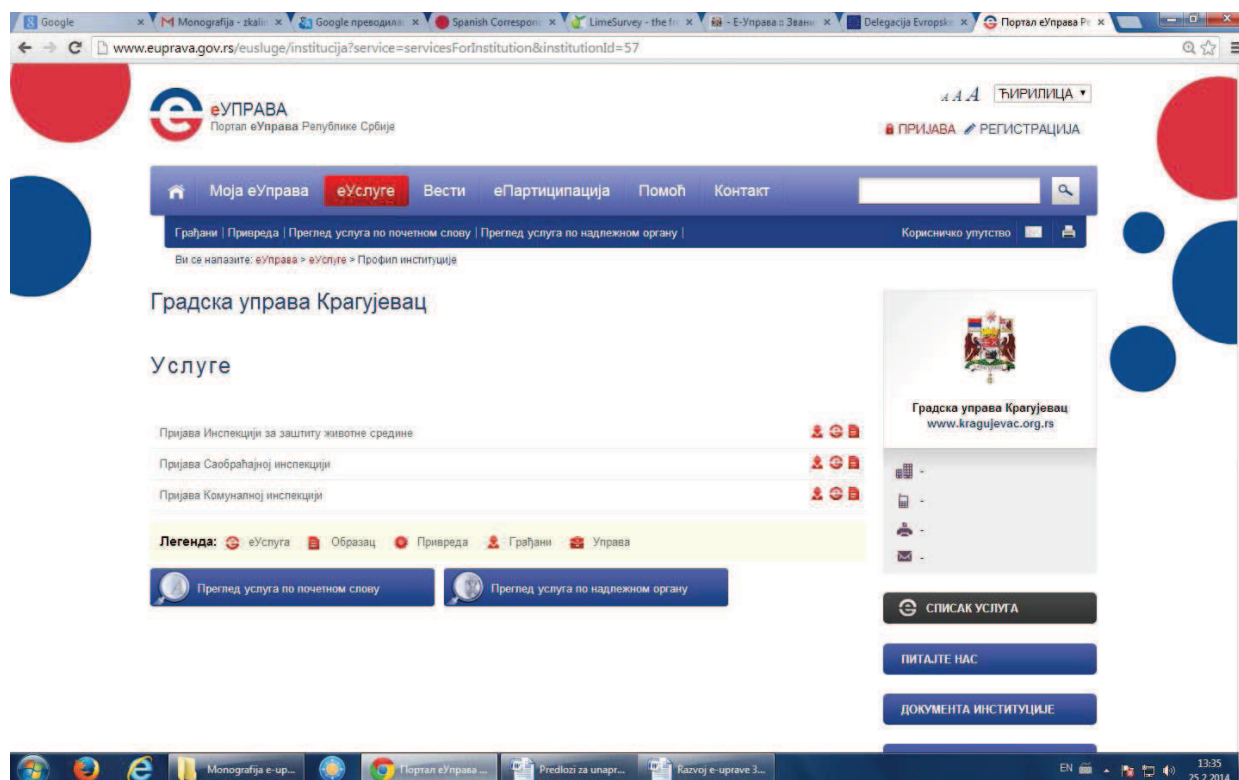 Google
Monografija - zkalin
Google преводилац
Spanish Correspon
LimeSurvey - the fr
- Е-Управа :: Звани
Delegacija Evropske
Портал еУправа Ре
www.euprava.gov.rs/eusluge/institucija?service=servicesForInstitution&institutionId=57
еУПРАВА
Портал еУправа Републике Србије
A A A ЋИРИЛИЦА
ПРИЈАВА РЕГИСТРАЦИЈА
Моја еУправа еУслуге Вести еПартиципација Помоћ Контакт
Грађани | Привреда | Преглед услуга по почетном слову | Преглед услуга по надлежном органу |
Корисничко упутство
Ви се налазите: еУправа > еУслуге > Профил институције
Градска управа Крагујевац
Услуге
Пријава Инспекцији за заштиту животне средине
Пријава Саобраћајној инспекцији
Пријава Комуналној инспекцији
Легенда: еУслуга Образац Привреда Грађани Управа
Преглед услуга по почетном слову
Преглед услуга по надлежном органу
Градска управа Крагујевац
www.kragujevac.org.rs
-
-
-
-
СПИСАК УСЛУГА
ПИТАЈТЕ НАС
ДОКУМЕНТА ИНСТИТУЦИЈЕ
Monografija e-up...
Портал еУправа ...
Predlozi za unapr...
Razvoj e-uprave 3...
EN
13:35
25.2.2014